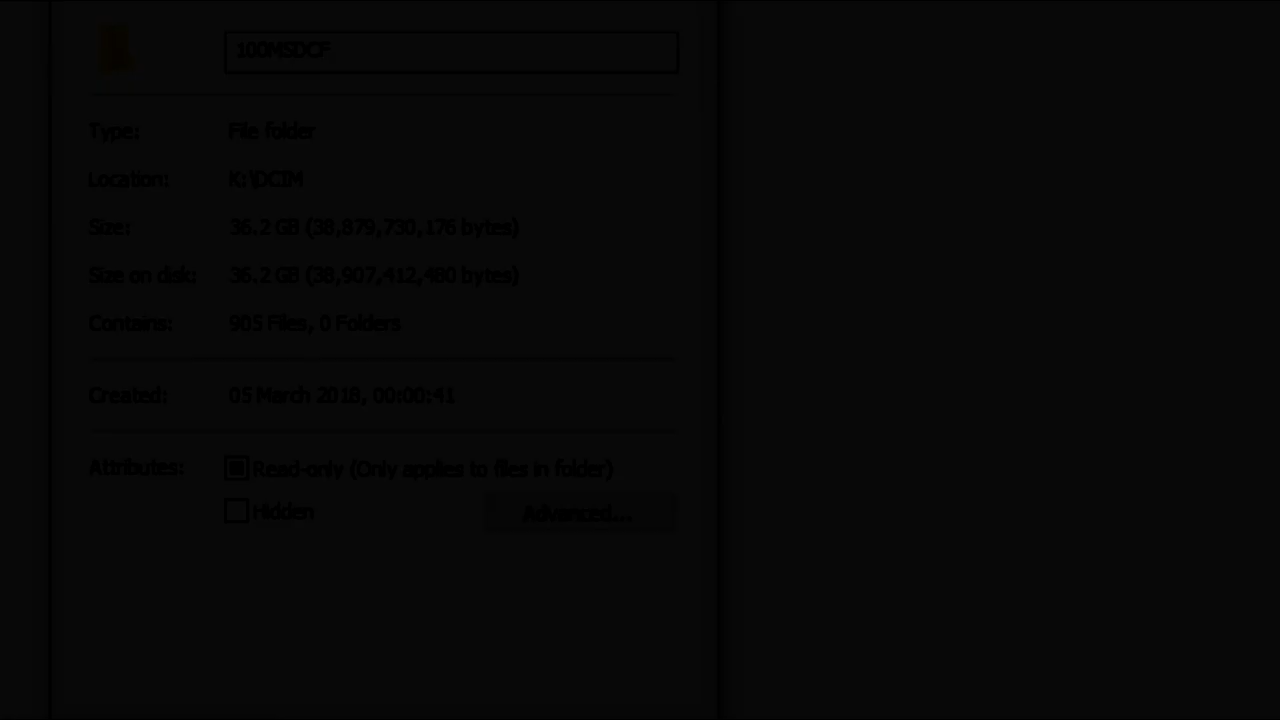 100MSDCF
Type: File folder
Location: K:\DCIM
Size: 36.2 GB (38,879,730,176 bytes)
Size on disk: 36.2 GB (38,907,412,480 bytes)
Contains: 905 Files, 0 Folders
Created: 05 March 2018, 00:00:41
Attributes: Read-only (Only applies to files in folder)
Hidden Advanced...